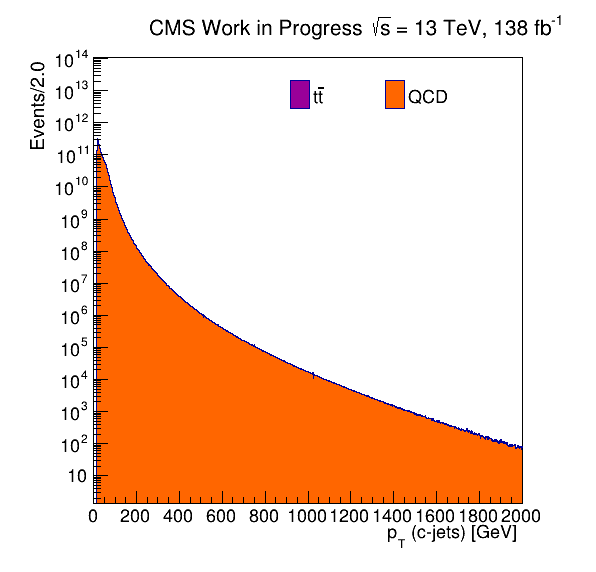 CMS Work in Progress √s = 13 TeV, 138 fb⁻¹
Events/2.0
tt̄
QCD
10¹⁴
10¹³
10¹²
10¹¹
10¹⁰
10⁹
10⁸
10⁷
10⁶
10⁵
10⁴
10³
10²
10
0 200 400 600 800 1000 1200 1400 1600 1800 2000
p_T (c-jets) [GeV]